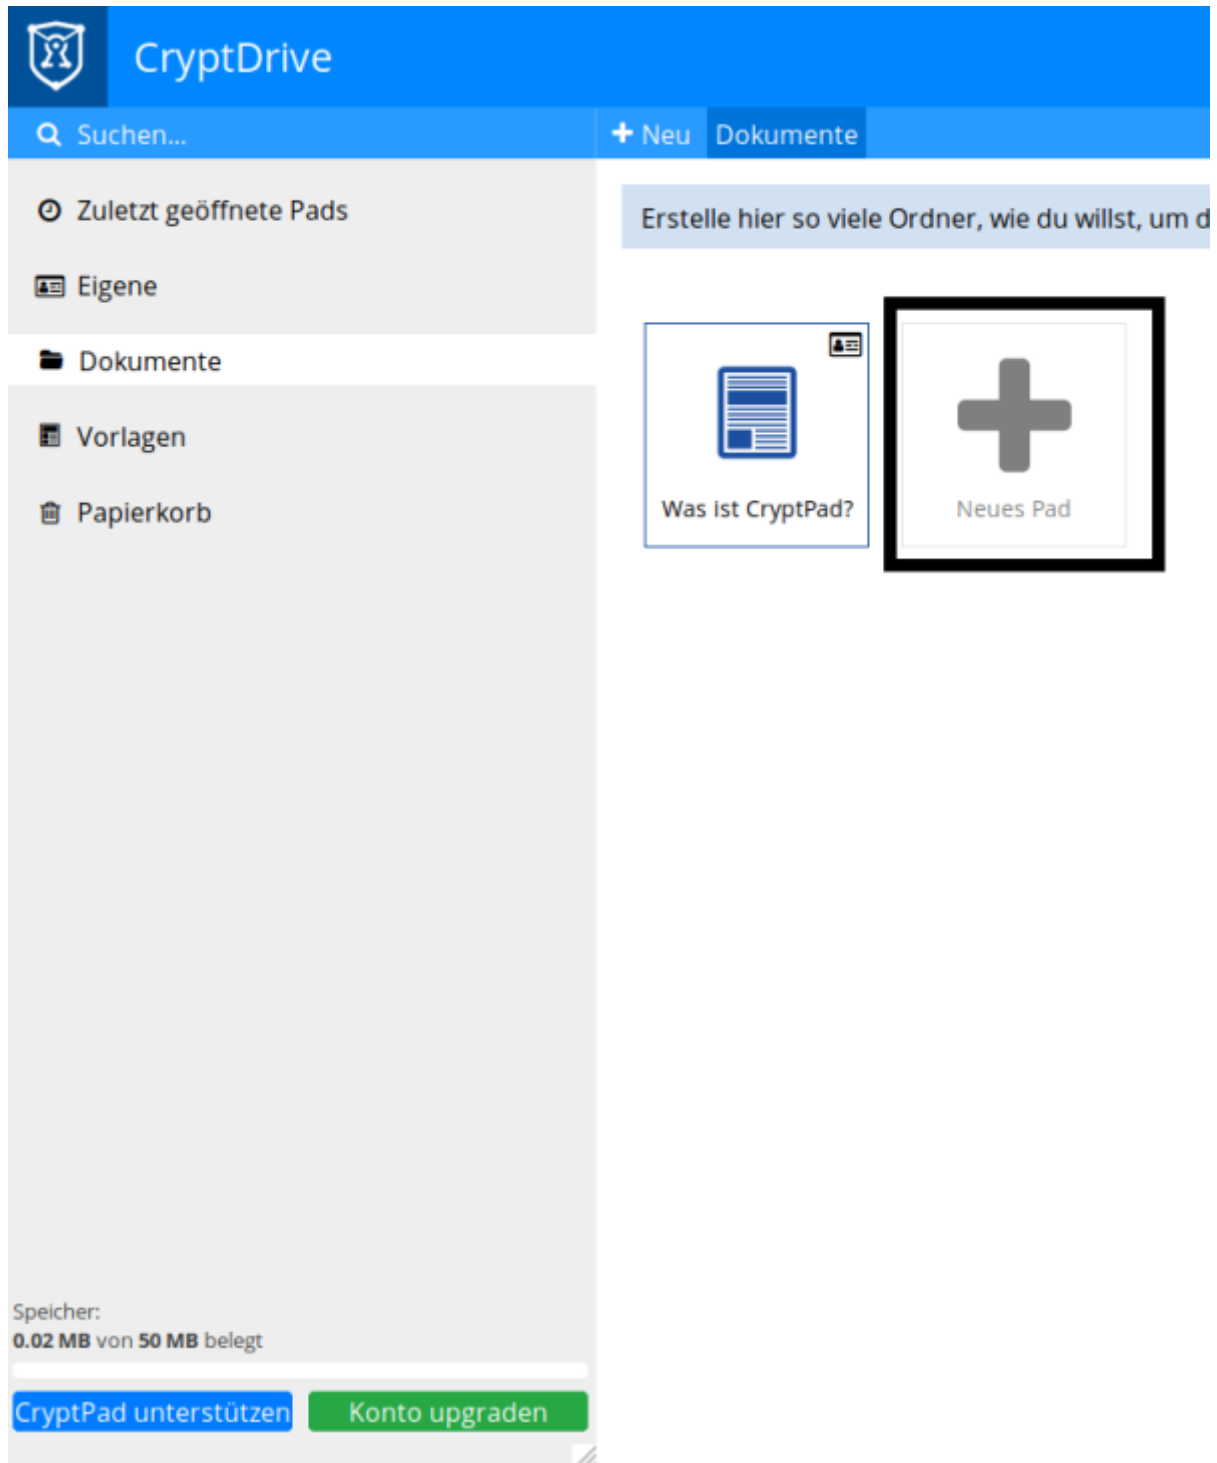 CryptDrive
Suchen...
Neu Dokumente
Zuletzt geöffnete Pads
Eigene
Dokumente
Vorlagen
Papierkorb
Erstelle hier so viele Ordner, wie du willst, um d
Was ist CryptPad?
Neues Pad
Speicher:
0.02 MB von 50 MB belegt
CryptPad unterstützen
Konto upgraden